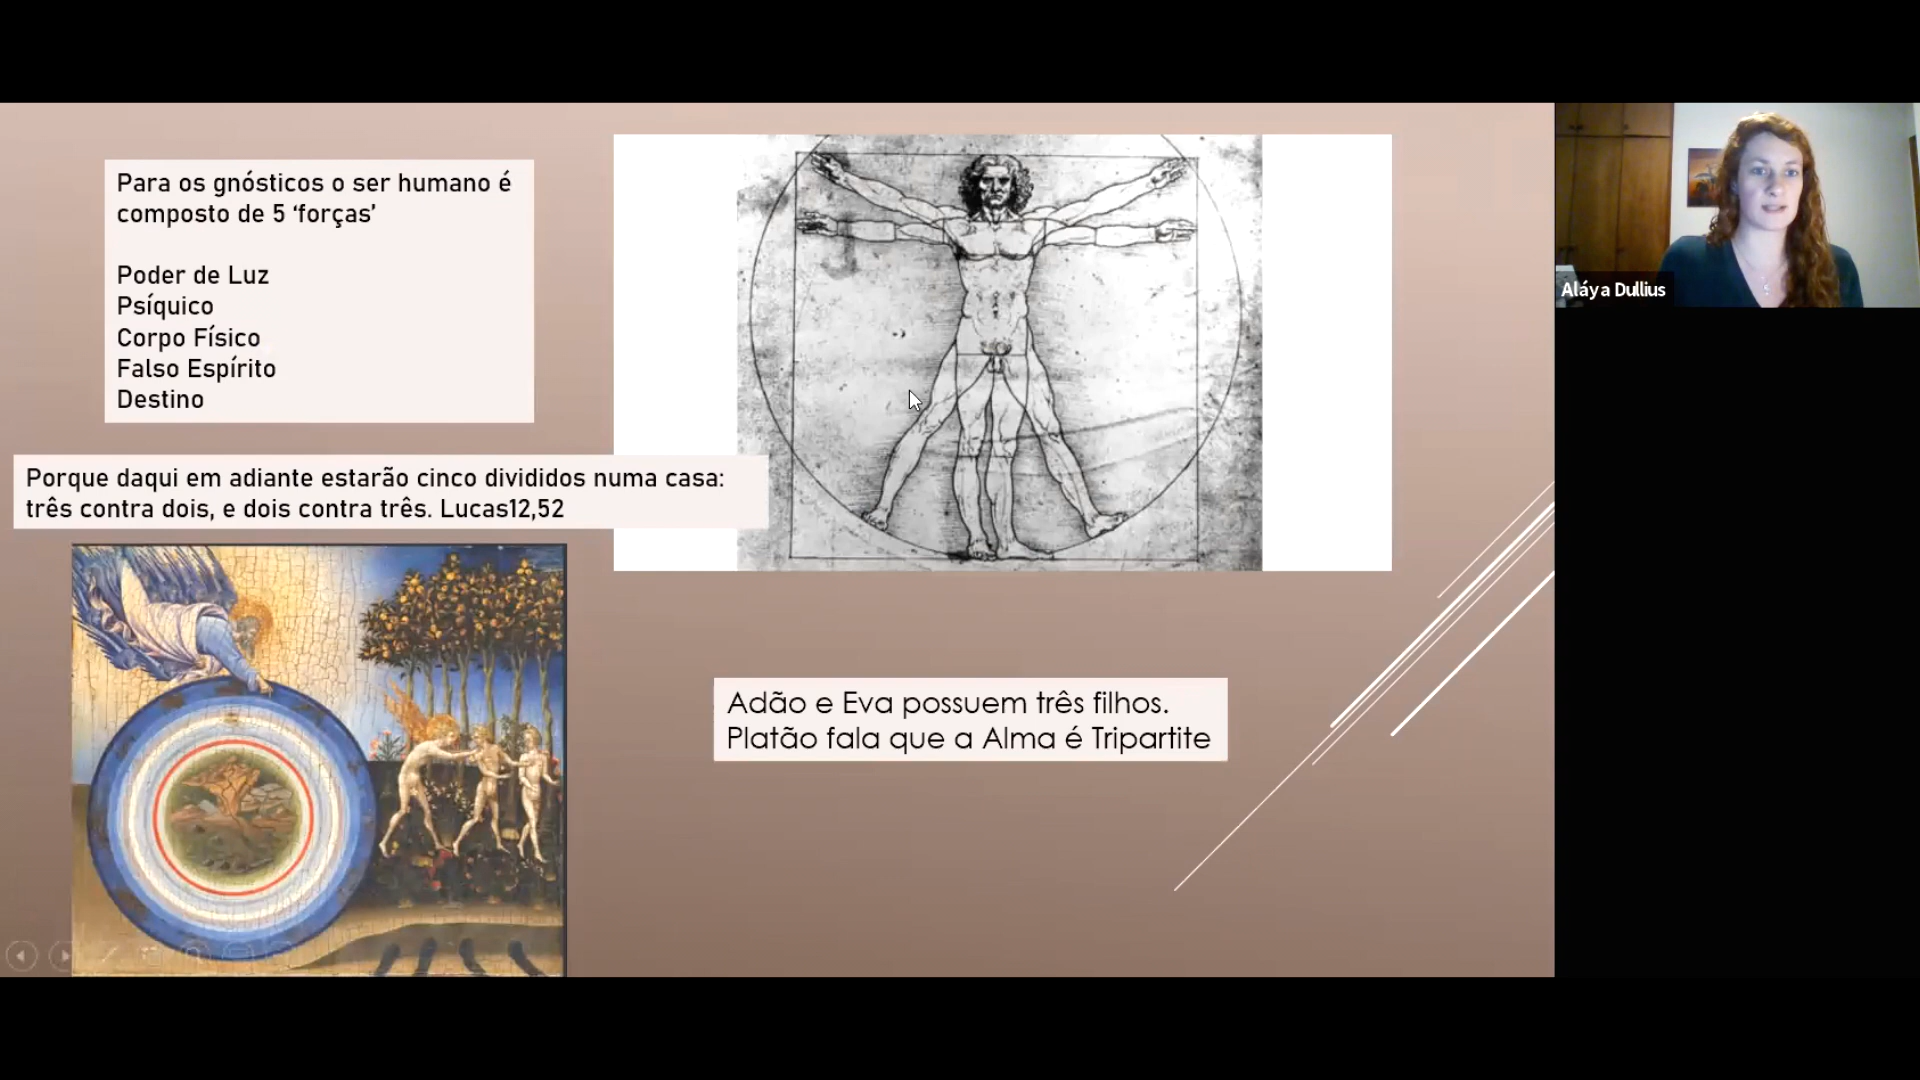 Para os gnósticos o ser humano é
composto de 5 ‘forças’
Poder de Luz
Psíquico
Corpo Físico
Falso Espírito
Destino
Porque daqui em adiante estarão cinco divididos numa casa:
três contra dois, e dois contra três. Lucas12,52
Adão e Eva possuem três filhos.
Platão fala que a Alma é Tripartite
Aláya Dullius